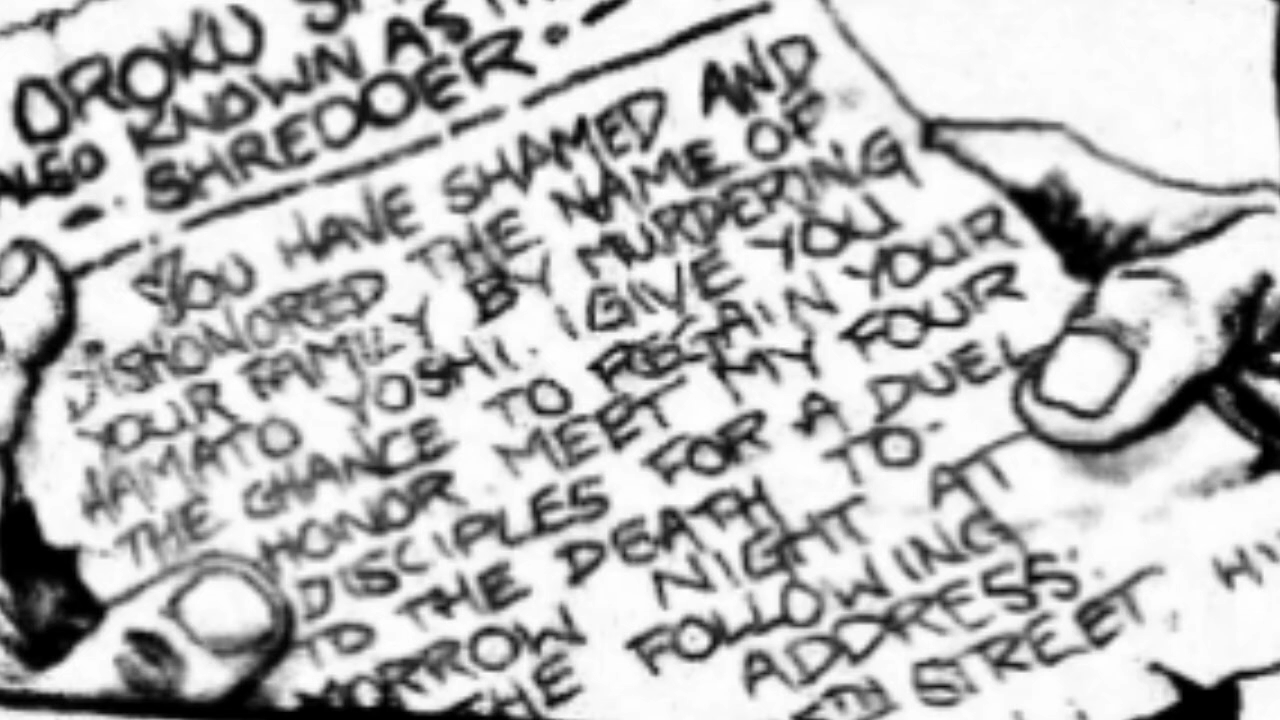 OROKU
ALSO KNOWN AS
- SHREDDER. -
YOU HAVE SHAMED AND
DISHONORED THE NAME OF
YOUR FAMILY BY MURDERING
HAMATO YOSHI. I GIVE YOU
THE CHANCE TO REGAIN YOUR
HONOR. MEET MY FOUR
DISCIPLES FOR A DUEL
TO THE DEATH TO-
MORROW NIGHT AT
THE FOLLOWING
ADDRESS:
STREET.